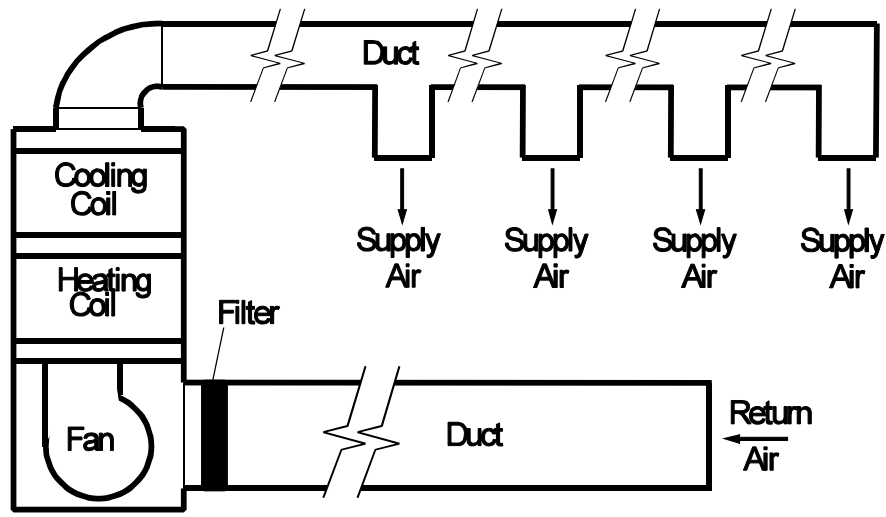 Duct
Cooling
Coil
Supply
Air
Supply
Air
Supply
Air
Supply
Air
Heating
Coil
Filter
Fan
Duct
Return
Air